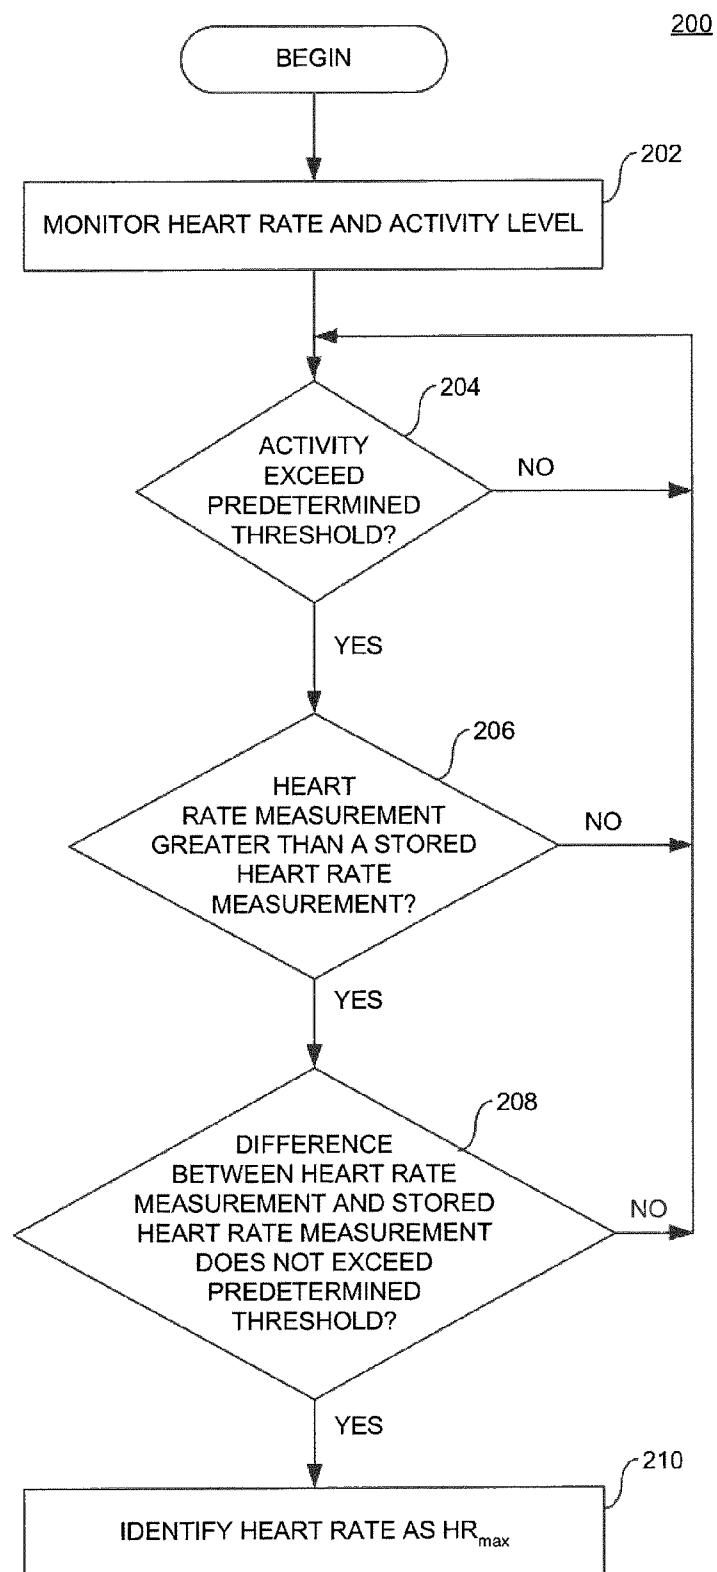 200
BEGIN
202
MONITOR HEART RATE AND ACTIVITY LEVEL
204
ACTIVITY
EXCEED
PREDETERMINED
THRESHOLD?
NO
YES
206
HEART
RATE MEASUREMENT
GREATER THAN A STORED
HEART RATE
MEASUREMENT?
NO
YES
208
DIFFERENCE
BETWEEN HEART RATE
MEASUREMENT AND STORED
HEART RATE MEASUREMENT
DOES NOT EXCEED
PREDETERMINED
THRESHOLD?
NO
YES
210
IDENTIFY HEART RATE AS HRmax